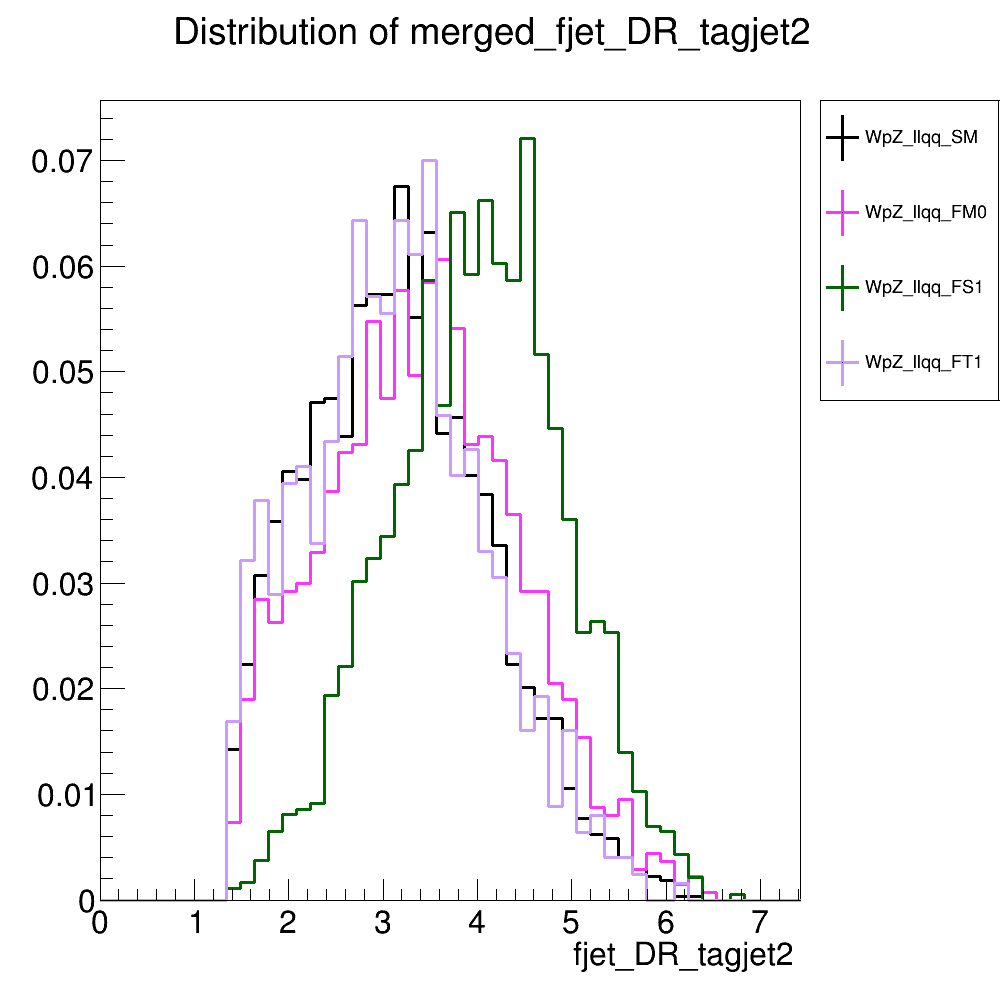 Distribution of merged_fjet_DR_tagjet2
WpZ_llqq_SM
WpZ_llqq_FM0
WpZ_llqq_FS1
WpZ_llqq_FT1
0.07
0.06
0.05
0.04
0.03
0.02
0.01
0
0 1 2 3 4 5 6 7
fjet_DR_tagjet2